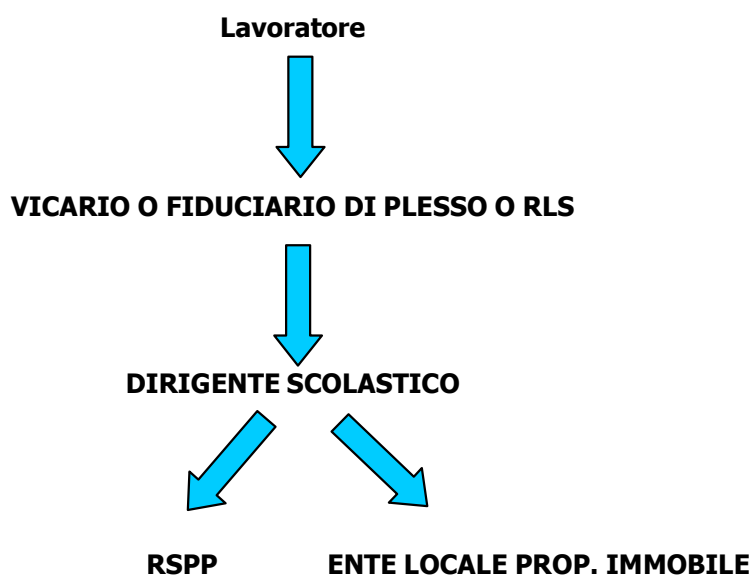 Lavoratore
VICARIO O FIDUCIARIO DI PLESSO O RLS
DIRIGENTE SCOLASTICO
RSPP ENTE LOCALE PROP. IMMOBILE